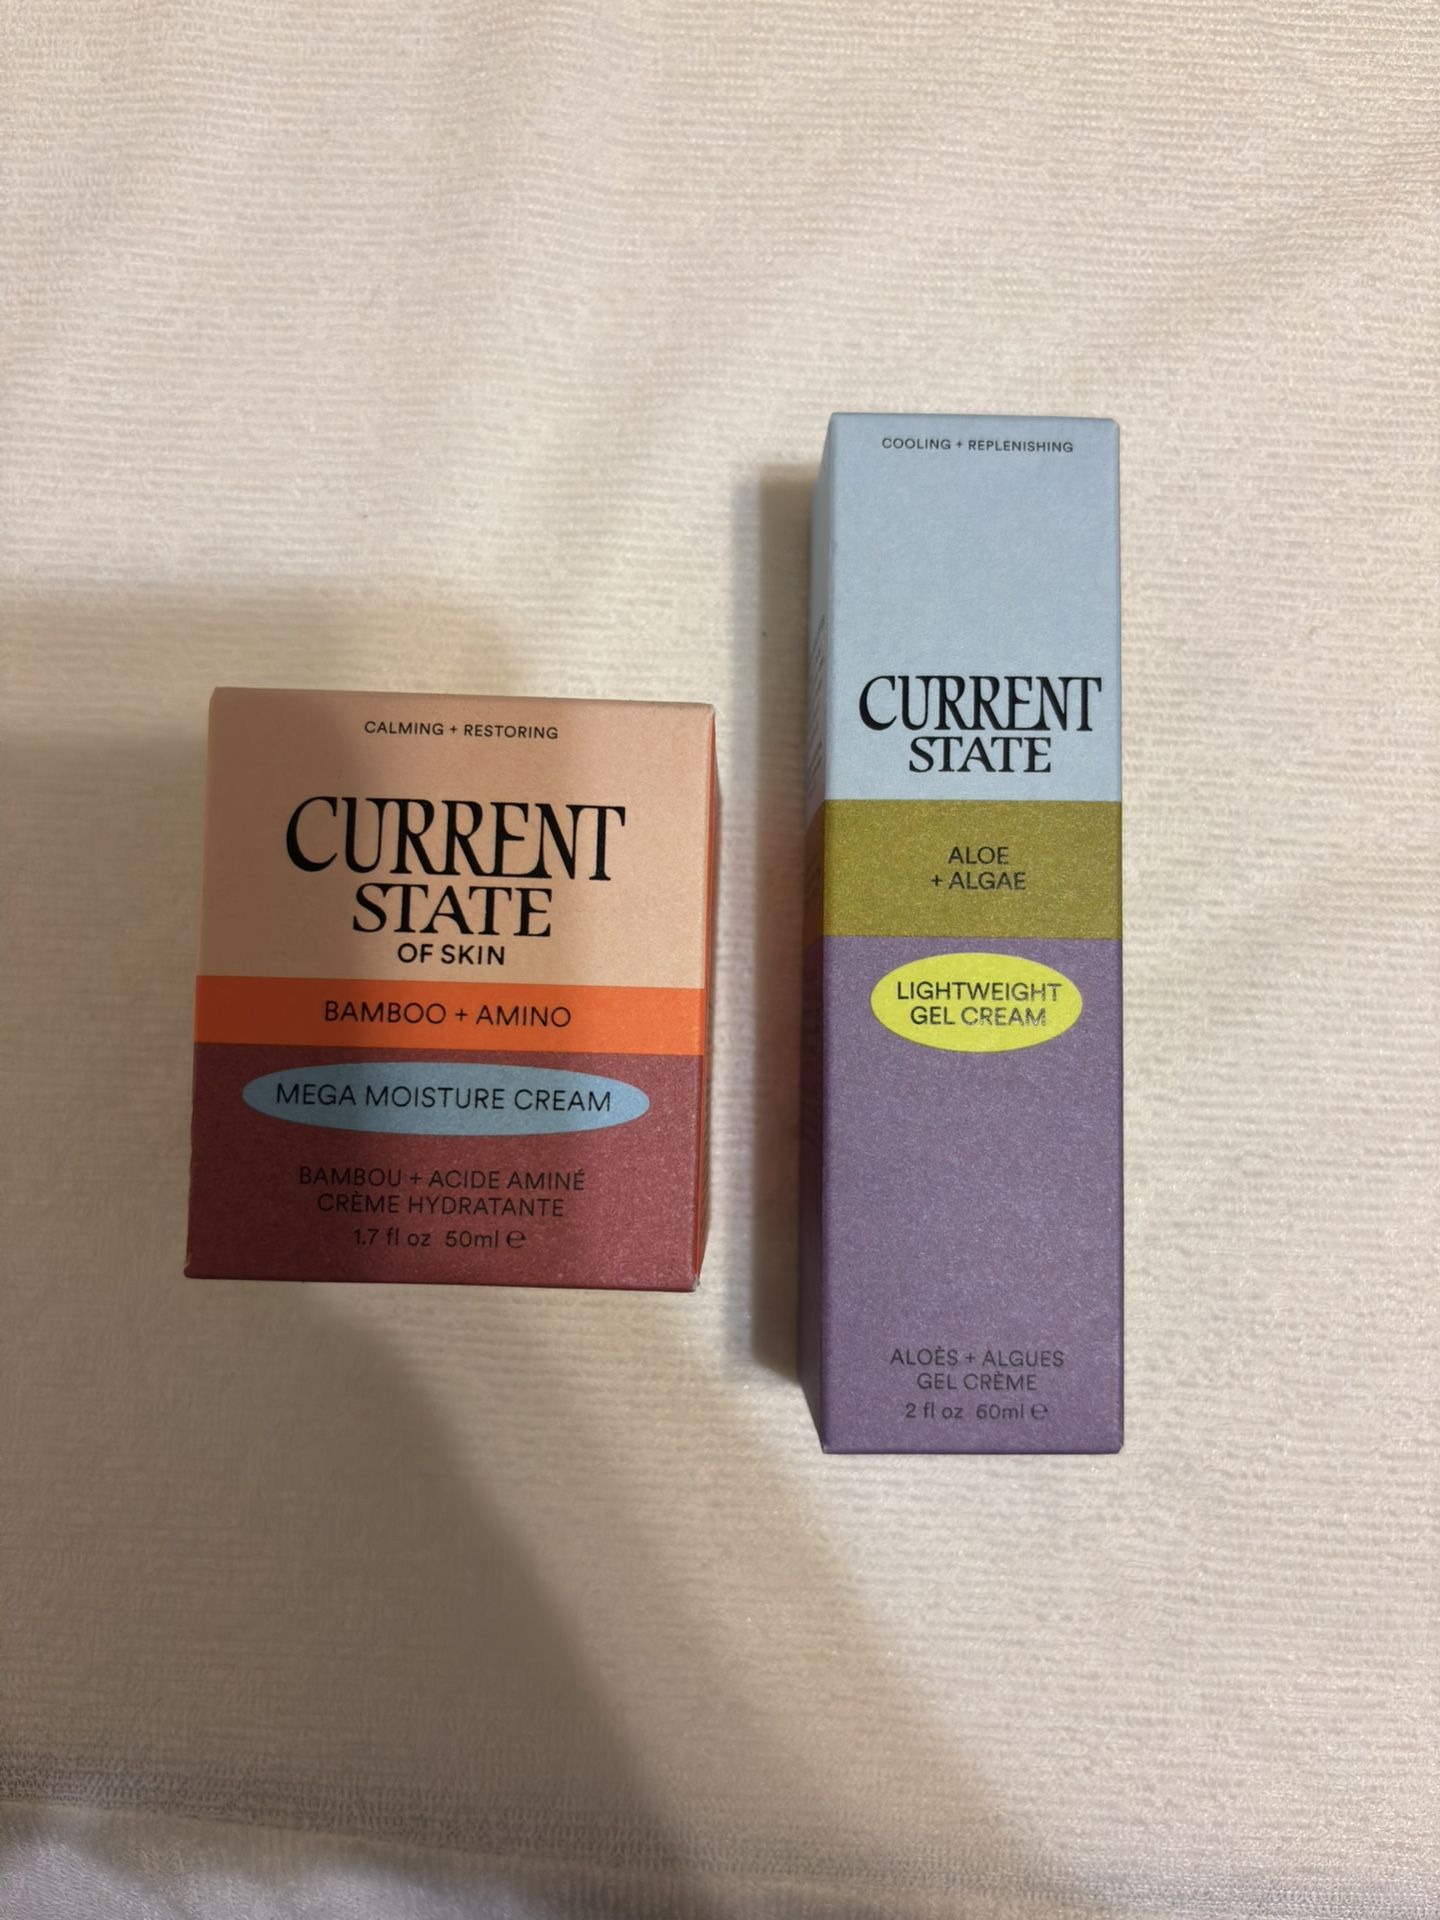 CALMING + RESTORING
CURRENT
STATE
OF SKIN
BAMBOO + AMINO
MEGA MOISTURE CREAM
BAMBOU + ACIDE AMINÉ
CRÈME HYDRATANTE
1.7 fl oz 50ml ℮
COOLING + REPLENISHING
CURRENT
STATE
ALOE
+ ALGAE
LIGHTWEIGHT
GEL CREAM
ALOÈS + ALGUES
GEL CRÈME
2 fl oz 60ml ℮